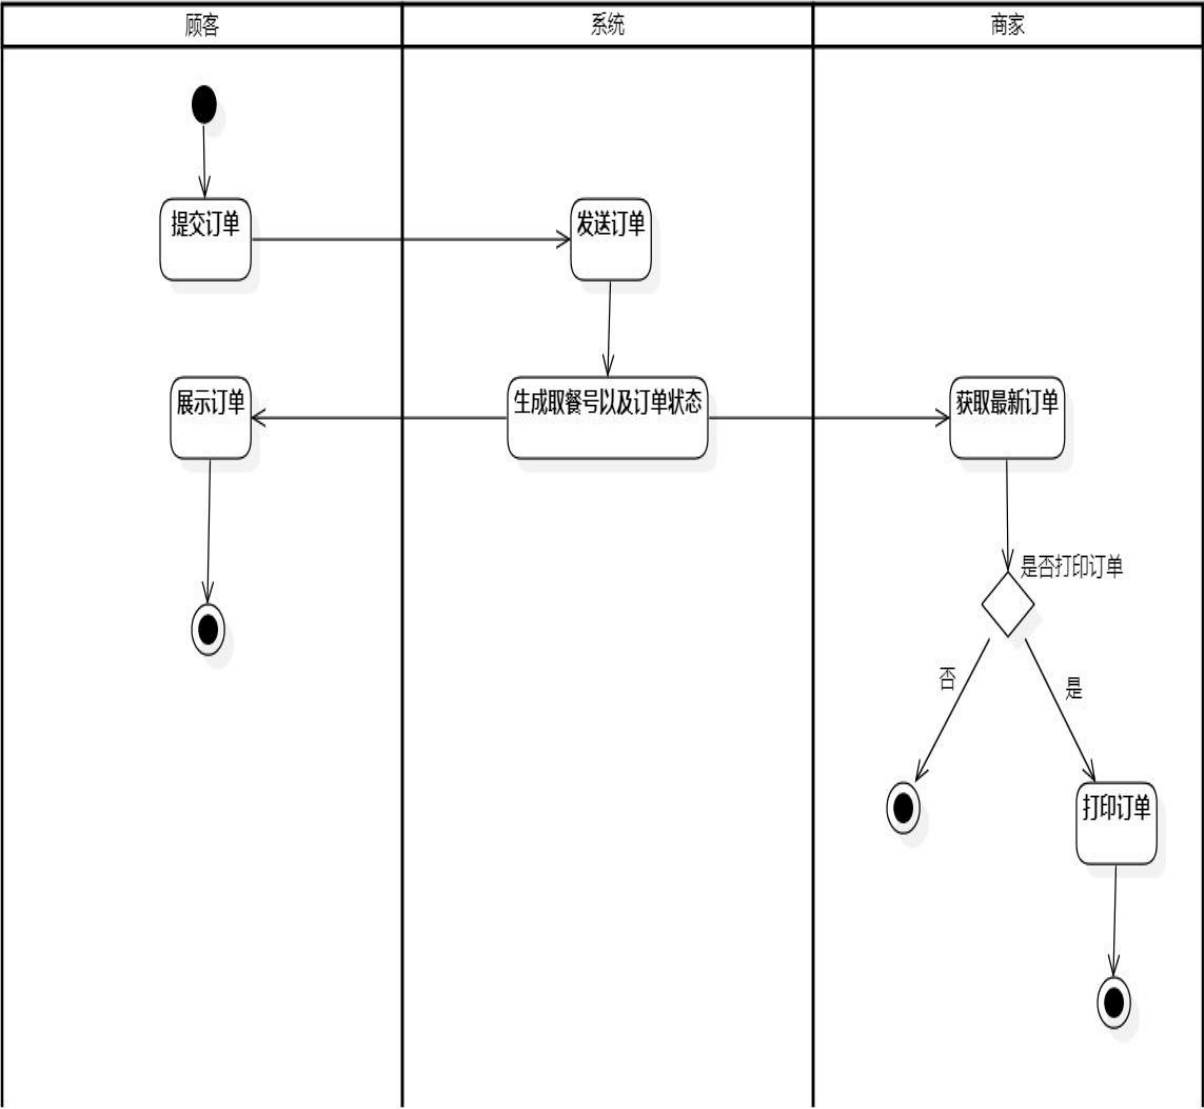 顾客
系统
商家
提交订单
发送订单
展示订单
生成取餐号以及订单状态
获取最新订单
是否打印订单
否
是
打印订单